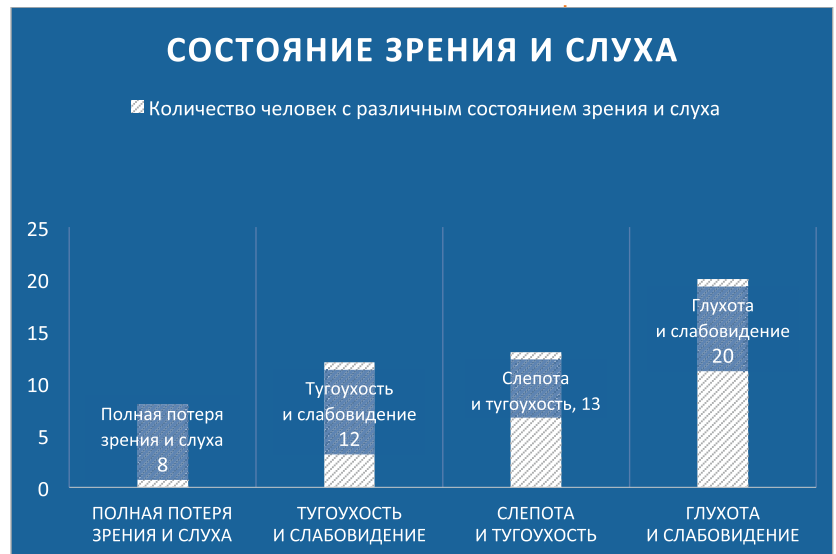 СОСТОЯНИЕ ЗРЕНИЯ И СЛУХА
Количество человек с различным состоянием зрения и слуха
25
20
15
10
5
0
Полная потеря
зрения и слуха
8
Тугоухость
и слабовидение
12
Слепота
и тугоухость, 13
Глухота
и слабовидение
20
ПОЛНАЯ ПОТЕРЯ
ЗРЕНИЯ И СЛУХА
ТУГОУХОСТЬ
И СЛАБОВИДЕНИЕ
СЛЕПОТА
И ТУГОУХОСТЬ
ГЛУХОТА
И СЛАБОВИДЕНИЕ